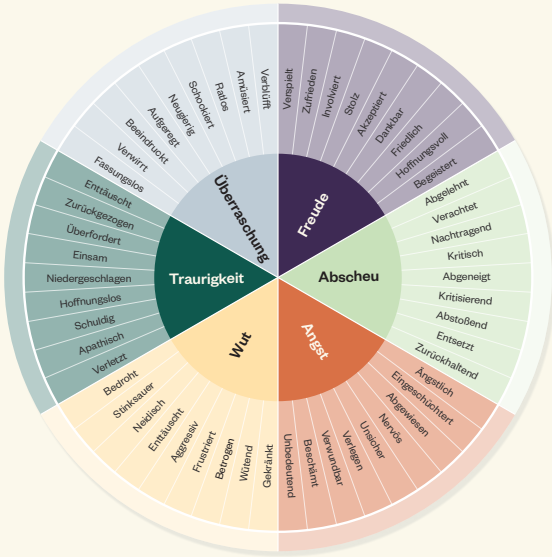 Freude
Verspielt
Zufrieden
Involviert
Stolz
Akzeptiert
Dankbar
Friedlich
Hoffnungsvoll
Begeistert
Abscheu
Abgelehnt
Verachtet
Nachtragend
Kritisch
Abgeneigt
Kritisierend
Abstoßend
Entsetzt
Zurückhaltend
Angst
Ängstlich
Eingeschüchtert
Abgewiesen
Nervös
Unsicher
Verlegen
Verwundbar
Beschämt
Unbedeutend
Wut
Gekränkt
Wütend
Betrogen
Frustriert
Aggressiv
Enttäuscht
Neidisch
Stinksauer
Bedroht
Traurigkeit
Verletzt
Apathisch
Schuldig
Hoffnungslos
Niedergeschlagen
Einsam
Überfordert
Zurückgezogen
Enttäuscht
Überraschung
Fassungslos
Verwirrt
Beeindruckt
Aufgeregt
Neugierig
Schockiert
Ratlos
Amüsiert
Verblüfft